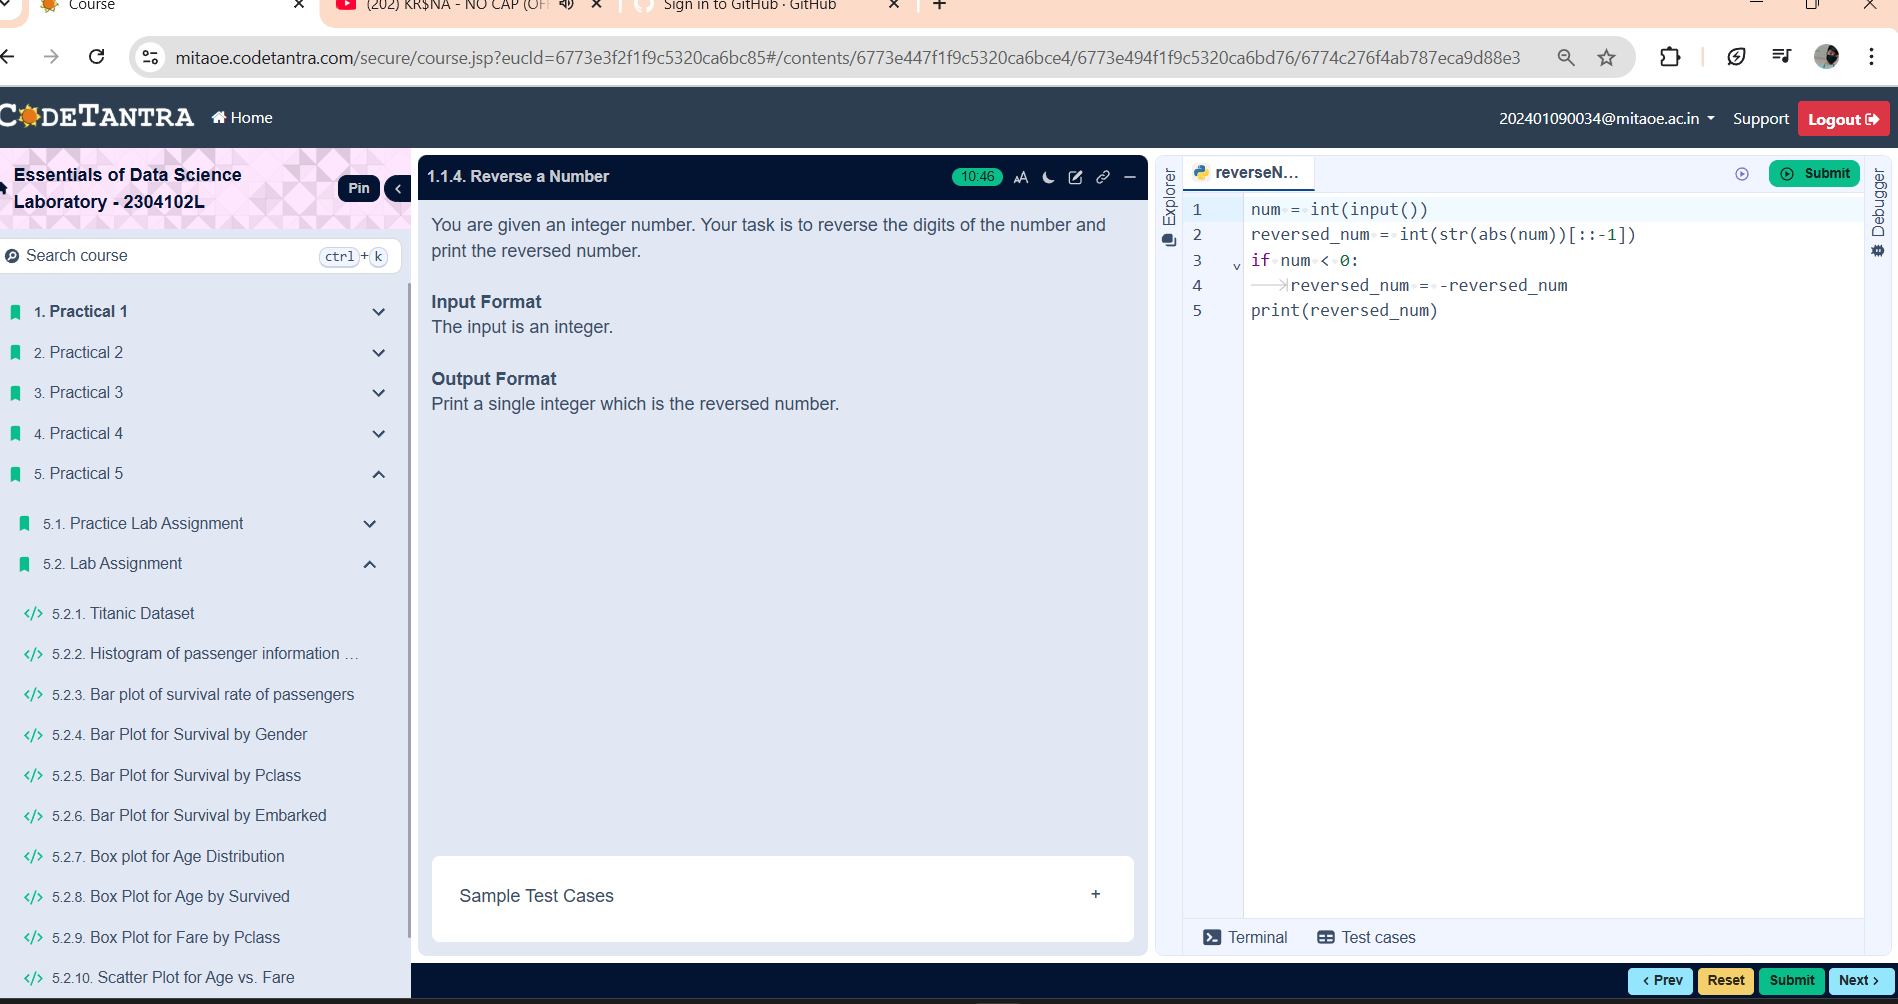 Course
(202) KR$NA - NO CAP (OFF
Sign in to GitHub · GitHub
mitaoe.codetantra.com/secure/course.jsp?eucId=6773e3f2f1f9c5320ca6bc85#/contents/6773e447f1f9c5320ca6bce4/6773e494f1f9c5320ca6bd76/6774c276f4ab787eca9d88e3
CODETANTRA
Home
202401090034@mitaoe.ac.in
Support
Logout
Essentials of Data Science
Laboratory - 2304102L
Pin
Search course
ctrl + k
1. Practical 1
2. Practical 2
3. Practical 3
4. Practical 4
5. Practical 5
5.1. Practice Lab Assignment
5.2. Lab Assignment
</> 5.2.1. Titanic Dataset
</> 5.2.2. Histogram of passenger information ...
</> 5.2.3. Bar plot of survival rate of passengers
</> 5.2.4. Bar Plot for Survival by Gender
</> 5.2.5. Bar Plot for Survival by Pclass
</> 5.2.6. Bar Plot for Survival by Embarked
</> 5.2.7. Box plot for Age Distribution
</> 5.2.8. Box Plot for Age by Survived
</> 5.2.9. Box Plot for Fare by Pclass
</> 5.2.10. Scatter Plot for Age vs. Fare
1.1.4. Reverse a Number
10:46
AA
You are given an integer number. Your task is to reverse the digits of the number and
print the reversed number.
Input Format
The input is an integer.
Output Format
Print a single integer which is the reversed number.
Sample Test Cases
+
Explorer
reverseN...
Submit
Debugger
1 num = int(input())
2 reversed_num = int(str(abs(num))[::-1])
3 if num < 0:
4 reversed_num = -reversed_num
5 print(reversed_num)
Terminal
Test cases
< Prev
Reset
Submit
Next >